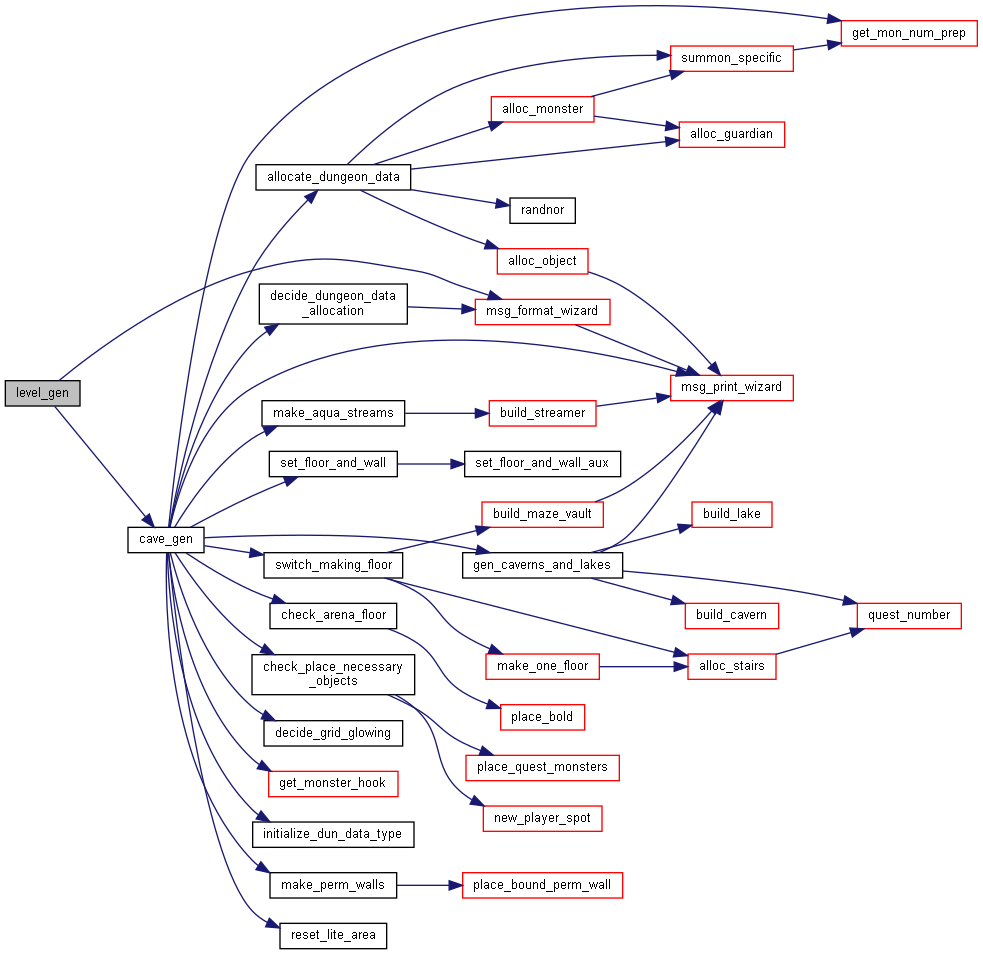 get_mon_num_prep
summon_specific
alloc_monster
alloc_guardian
allocate_dungeon_data
randnor
alloc_object
decide_dungeon_data
_allocation
msg_format_wizard
level_gen
msg_print_wizard
make_aqua_streams
build_streamer
set_floor_and_wall
set_floor_and_wall_aux
build_maze_vault
build_lake
cave_gen
switch_making_floor
gen_caverns_and_lakes
check_arena_floor
build_cavern
quest_number
check_place_necessary
_objects
make_one_floor
alloc_stairs
place_bold
decide_grid_glowing
place_quest_monsters
get_monster_hook
new_player_spot
initialize_dun_data_type
make_perm_walls
place_bound_perm_wall
reset_lite_area